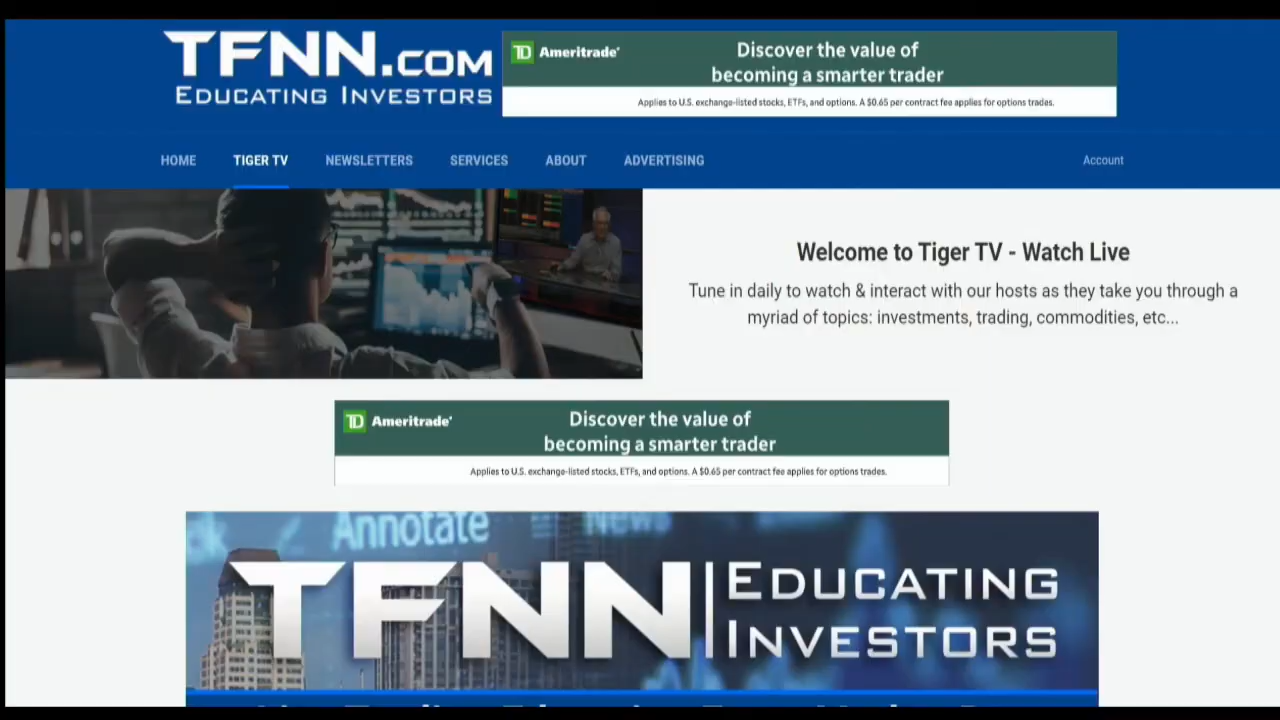 TFNN.COM
EDUCATING INVESTORS
TD Ameritrade
Discover the value of
becoming a smarter trader
Applies to U.S. exchange-listed stocks, ETFs, and options. A $0.65 per contract fee applies for options trades.
HOME TIGER TV NEWSLETTERS SERVICES ABOUT ADVERTISING Account
Welcome to Tiger TV - Watch Live
Tune in daily to watch & interact with our hosts as they take you through a
myriad of topics: investments, trading, commodities, etc...
TD Ameritrade
Discover the value of
becoming a smarter trader
Applies to U.S. exchange-listed stocks, ETFs, and options. A $0.65 per contract fee applies for options trades.
Annotate News
TFNN EDUCATING
INVESTORS